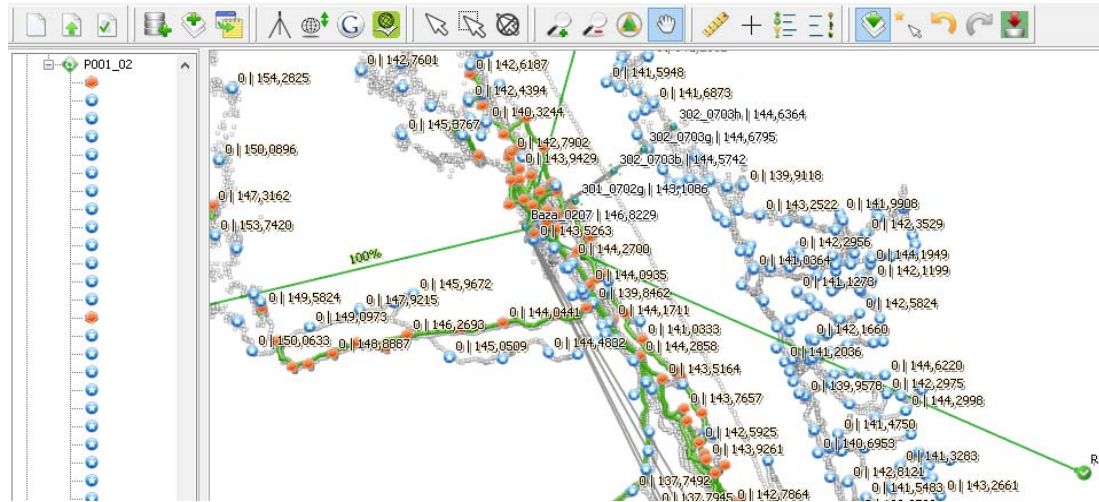 P001_02
0 | 142,7601
0 | 142,6187
0 | 154,2825
0 | 142,4394
0 | 141,5948
0 | 141,6873
0 | 140,3244
302_0703h | 144,6364
0 | 145,8767
302_0703g | 144,6795
0 | 142,7902
0 | 150,0896
0 | 143,9429
302_0703b | 144,5742
0 | 139,9118
301_0702g | 143,1086
0 | 147,3162
0 | 143,2522
0 | 141,9908
Baza_0207 | 146,8229
0 | 153,7420
0 | 142,3529
0 | 143,5263
0 | 142,2956
0 | 144,2700
0 | 144,1949
100%
0 | 141,0364
0 | 142,1199
0 | 144,0935
0 | 141,1273
0 | 145,9672
0 | 139,8462
0 | 149,5824
0 | 147,9215
0 | 142,5824
0 | 144,0441
0 | 144,1711
0 | 149,0973
0 | 146,2693
0 | 141,0333
0 | 142,1660
0 | 150,0633
0 | 148,8887
0 | 144,4882
0 | 144,2858
0 | 145,0509
0 | 141,2036
0 | 143,5164
0 | 144,6220
0 | 139,9578
0 | 142,2975
0 | 143,7657
0 | 144,2998
0 | 141,4750
0 | 142,5925
0 | 140,6953
0 | 143,9261
0 | 141,3283
0 | 142,8121
0 | 137,7492
0 | 141,5483
0 | 143,2661
0 | 137,7945
0 | 142,7864
R